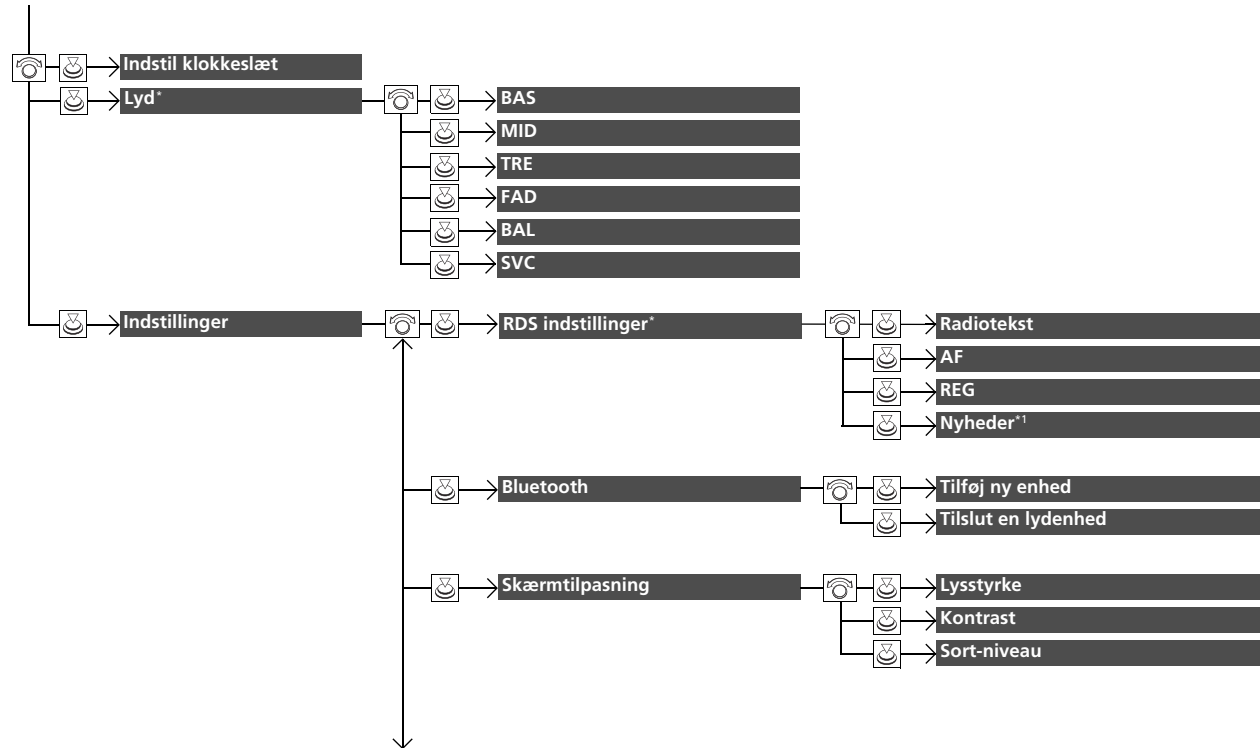 Indstil klokkeslæt
Lyd*
BAS
MID
TRE
FAD
BAL
SVC
Indstillinger
RDS indstillinger*
Radiotekst
AF
REG
Nyheder*1
Bluetooth
Tilføj ny enhed
Tilslut en lydenhed
Skærmtilpasning
Lysstyrke
Kontrast
Sort-niveau